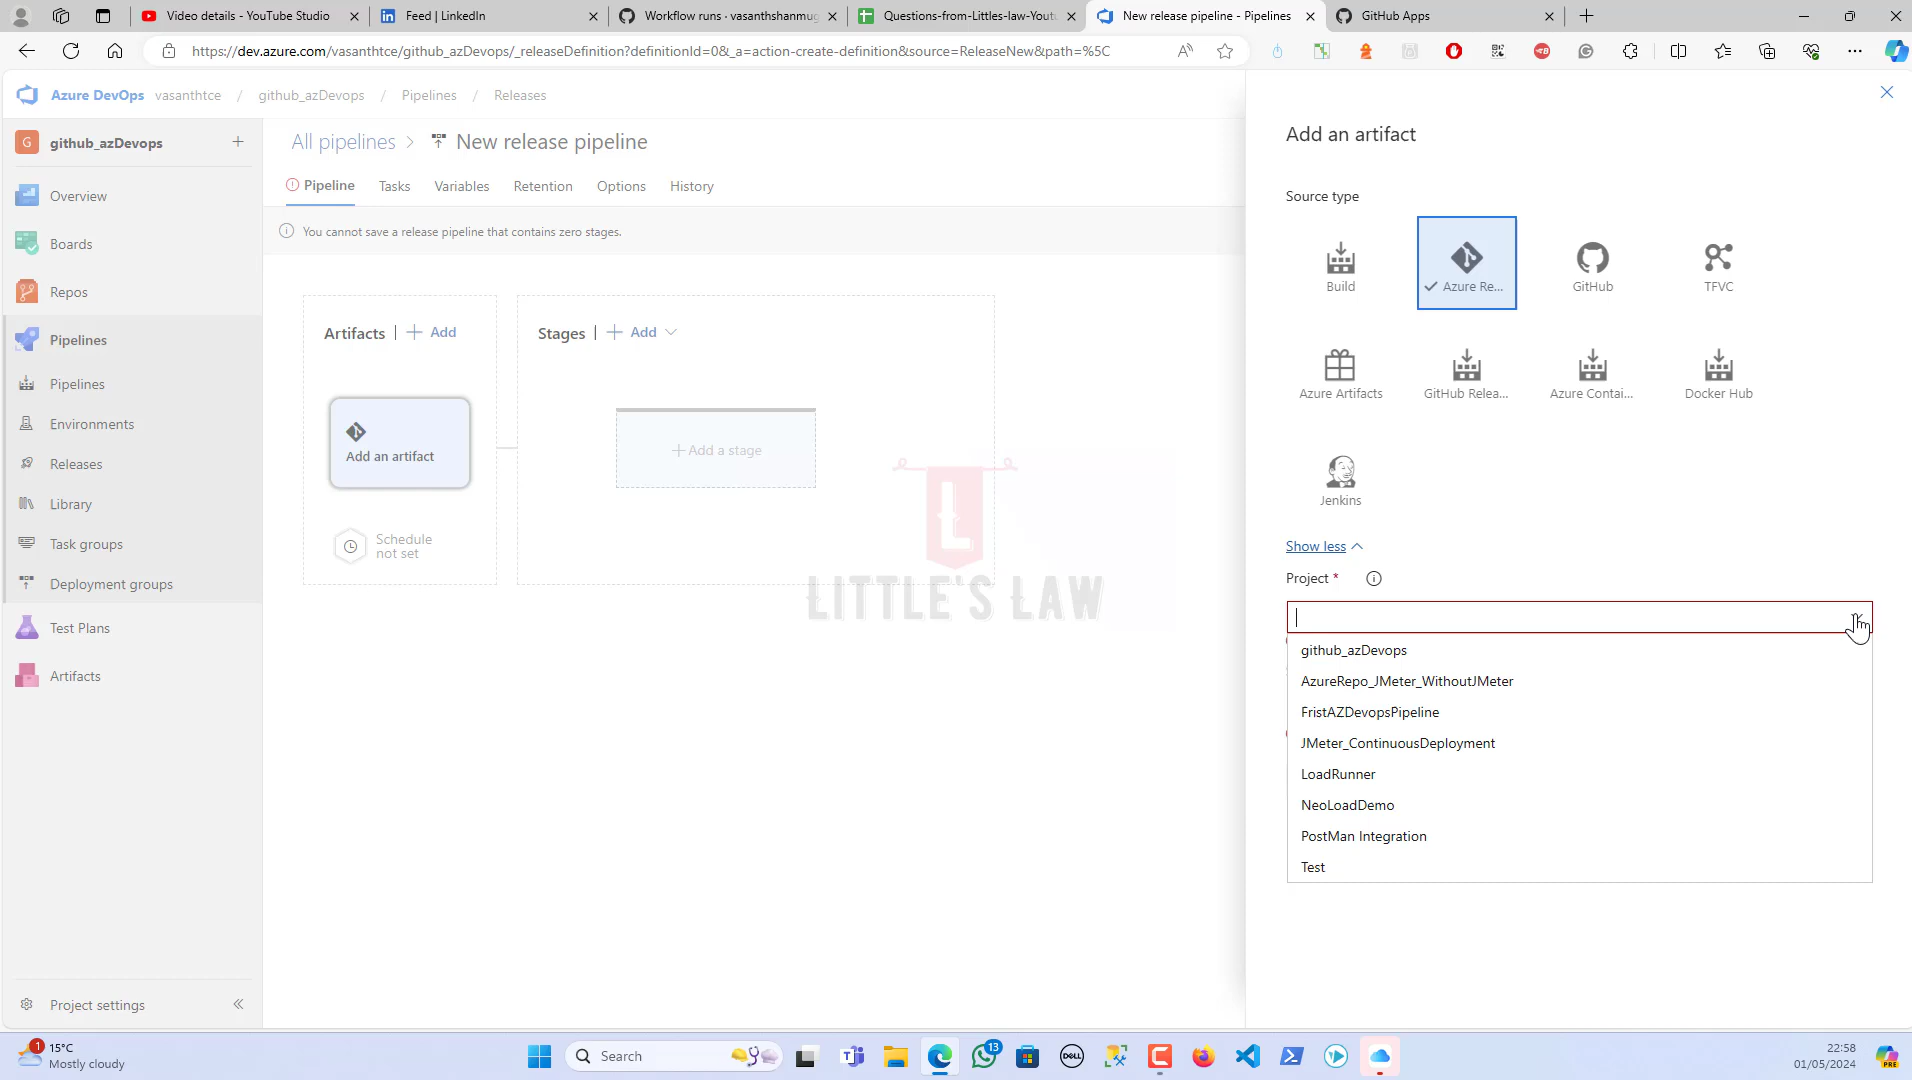 Video details - YouTube Studio
Feed | LinkedIn
Workflow runs · vasanthshanmug
Questions-from-Littles-law-Yout
New release pipeline - Pipelines
GitHub Apps
https://dev.azure.com/vasanthtce/github_azDevops/_releaseDefinition?definitionId=0&_a=action-create-definition&source=ReleaseNew&path=%5C
Azure DevOps vasanthtce / github_azDevops / Pipelines / Releases
G github_azDevops
Overview
Boards
Repos
Pipelines
Pipelines
Environments
Releases
Library
Task groups
Deployment groups
Test Plans
Artifacts
Project settings
All pipelines > New release pipeline
Pipeline Tasks Variables Retention Options History
You cannot save a release pipeline that contains zero stages.
Artifacts | + Add
Stages | + Add
Add an artifact
+ Add a stage
Schedule
not set
L
LITTLE'S LAW
Add an artifact
Source type
Build
Azure Re...
GitHub
TFVC
Azure Artifacts
GitHub Relea...
Azure Contai...
Docker Hub
Jenkins
Show less
Project *
github_azDevops
AzureRepo_JMeter_WithoutJMeter
FristAZDevopsPipeline
JMeter_ContinuousDeployment
LoadRunner
NeoLoadDemo
PostMan Integration
Test
1
15°C
Mostly cloudy
Search
13
DELL
22:58
01/05/2024
PRE